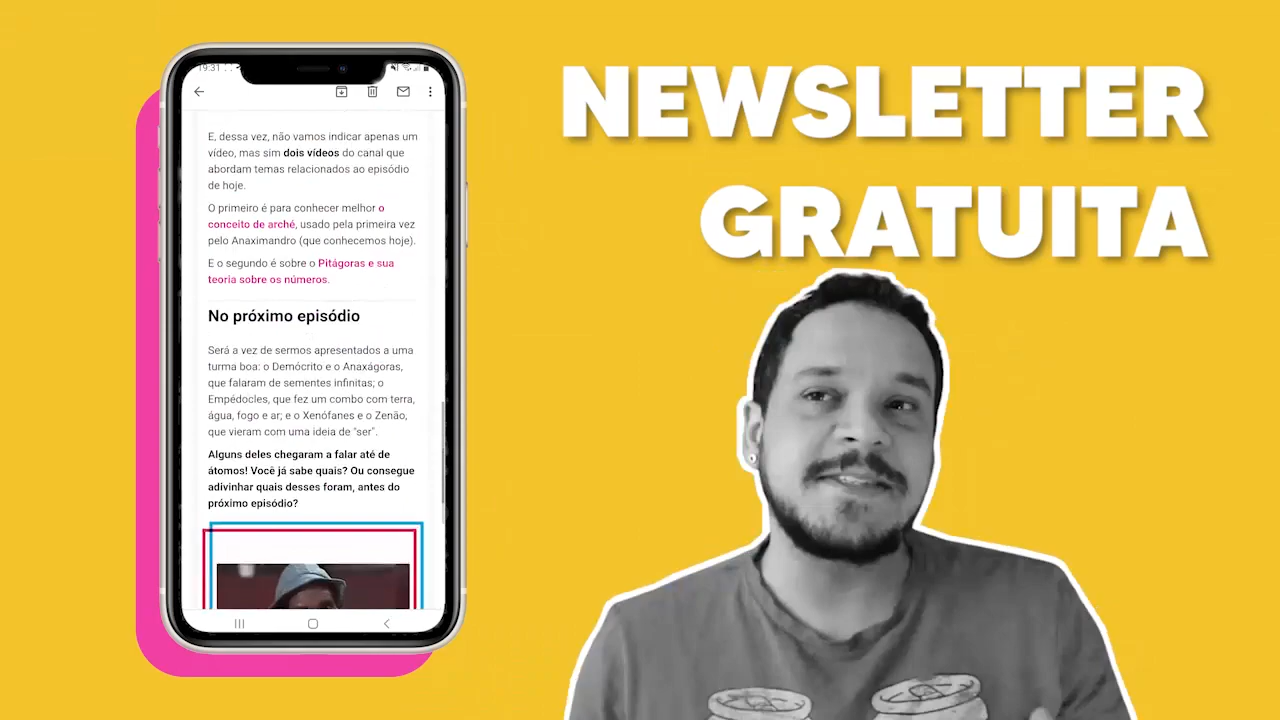 19:31
E, dessa vez, não vamos indicar apenas um
vídeo, mas sim dois vídeos do canal que
abordam temas relacionados ao episódio
de hoje.
O primeiro é para conhecer melhor o
conceito de arché, usado pela primeira vez
pelo Anaximandro (que conhecemos hoje).
E o segundo é sobre o Pitágoras e sua
teoria sobre os números.
No próximo episódio
Será a vez de sermos apresentados a uma
turma boa: o Demócrito e o Anaxágoras,
que falaram de sementes infinitas; o
Empédocles, que fez um combo com terra,
água, fogo e ar; e o Xenófanes e o Zenão,
que vieram com uma ideia de "ser".
Alguns deles chegaram a falar até de
átomos! Você já sabe quais? Ou consegue
adivinhar quais desses foram, antes do
próximo episódio?
NEWSLETTER
GRATUITA